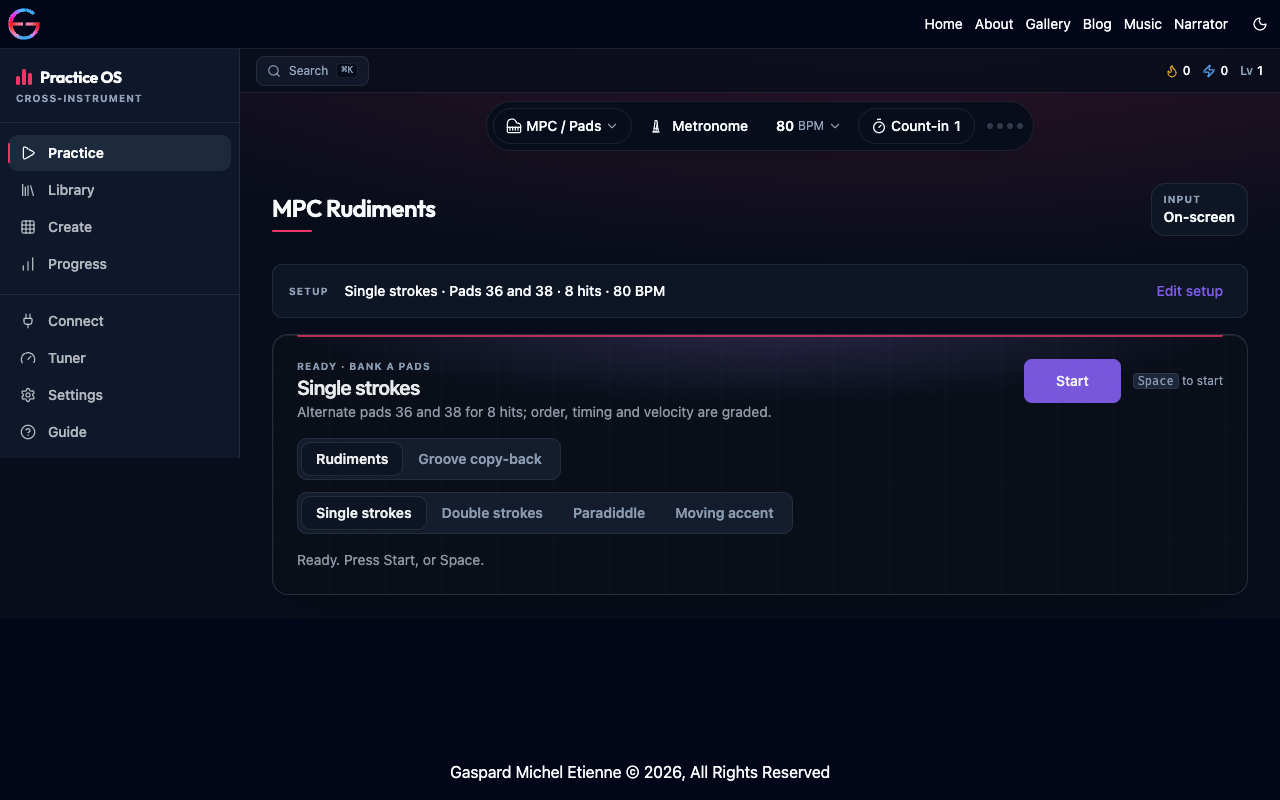 Home About Gallery Blog Music Narrator
Practice OS
CROSS-INSTRUMENT
Search ⌘K
0 0 Lv 1
MPC / Pads Metronome 80 BPM Count-in 1
Practice
Library
Create
Progress
Connect
Tuner
Settings
Guide
MPC Rudiments
INPUT
On-screen
SETUP Single strokes · Pads 36 and 38 · 8 hits · 80 BPM Edit setup
READY · BANK A PADS
Single strokes
Alternate pads 36 and 38 for 8 hits; order, timing and velocity are graded.
Start Space to start
Rudiments Groove copy-back
Single strokes Double strokes Paradiddle Moving accent
Ready. Press Start, or Space.
Gaspard Michel Etienne © 2026, All Rights Reserved